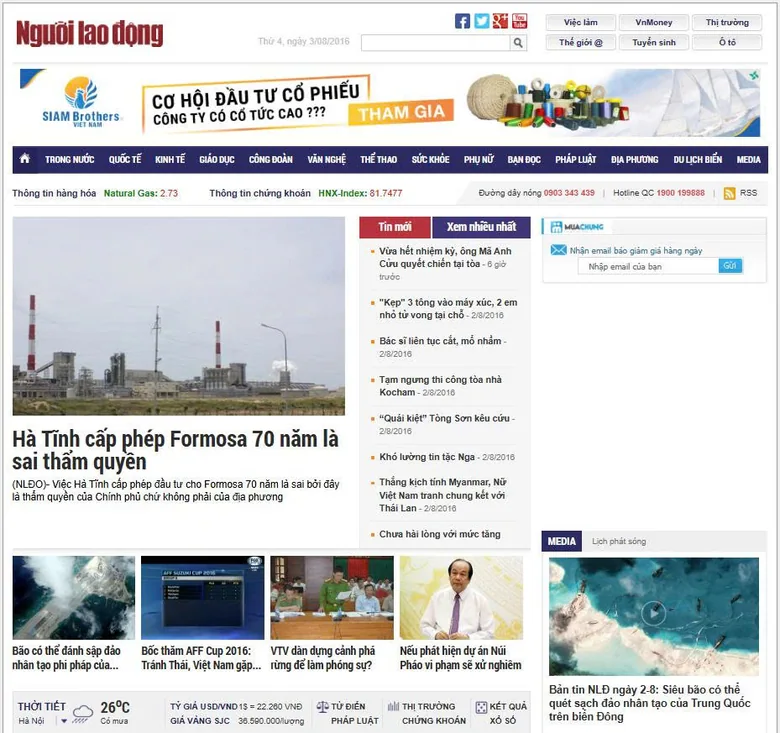 Người lao động
Thứ 4, ngày 3/08/2016
You Tube
Việc làm
VnMoney
Thị trường
Thế giới @
Tuyển sinh
Ô tô
SIAM Brothers
VIỆT NAM
CƠ HỘI ĐẦU TƯ CỔ PHIẾU
CÔNG TY CÓ CỔ TỨC CAO ???
THAM GIA
TRONG NƯỚC QUỐC TẾ KINH TẾ GIÁO DỤC CÔNG ĐOÀN VĂN NGHỆ THỂ THAO SỨC KHỎE PHỤ NỮ BẠN ĐỌC PHÁP LUẬT ĐỊA PHƯƠNG DU LỊCH BIỂN MEDIA
Thông tin hàng hóa Natural Gas: 2.73 Thông tin chứng khoán HNX-Index: 81.7477 Đường dây nóng 0903 343 439 | Hotline QC 1900 199888 | RSS
Hà Tĩnh cấp phép Formosa 70 năm là
sai thẩm quyền
(NLĐO)- Việc Hà Tĩnh cấp phép đầu tư cho Formosa 70 năm là sai bởi đây
là thẩm quyền của Chính phủ chứ không phải của địa phương
Tin mới
Xem nhiều nhất
Vừa hết nhiệm kỳ, ông Mã Anh
Cửu quyết chiến tại tòa - 6 giờ
trước
"Kẹp" 3 tông vào máy xúc, 2 em
nhỏ tử vong tại chỗ - 2/8/2016
Bác sĩ liên tục cắt, mổ nhầm -
2/8/2016
Tạm ngưng thi công tòa nhà
Kocham - 2/8/2016
“Quái kiệt” Tòng Sơn kêu cứu -
2/8/2016
Khó lường tin tặc Nga - 2/8/2016
Thắng kịch tính Myanmar, Nữ
Việt Nam tranh chung kết với
Thái Lan - 2/8/2016
Chưa hài lòng với mức tăng
MUACHUNG
Nhận email báo giảm giá hàng ngày
Nhập email của bạn
Gửi
Bão có thể đánh sập đảo
nhân tạo phi pháp của...
AFF SUZUKI CUP 2016
Bốc thăm AFF Cup 2016:
Tránh Thái, Việt Nam gặp...
VTV dàn dựng cảnh phá
rừng để làm phóng sự?
Nếu phát hiện dự án Núi
Pháo vi phạm sẽ xử nghiêm
MEDIA
Lịch phát sóng
Bản tin NLĐ ngày 2-8: Siêu bão có thể
quét sạch đảo nhân tạo của Trung Quốc
trên biển Đông
THỜI TIẾT
Hà Nội
26°C
Có mưa
TỶ GIÁ USD/VND 1$ = 22.260 VNĐ
GIÁ VÀNG SJC 36.590.000/lượng
TỪ ĐIỂN
PHÁP LUẬT
THỊ TRƯỜNG
CHỨNG KHOÁN
KẾT QUẢ
XỔ SỐ